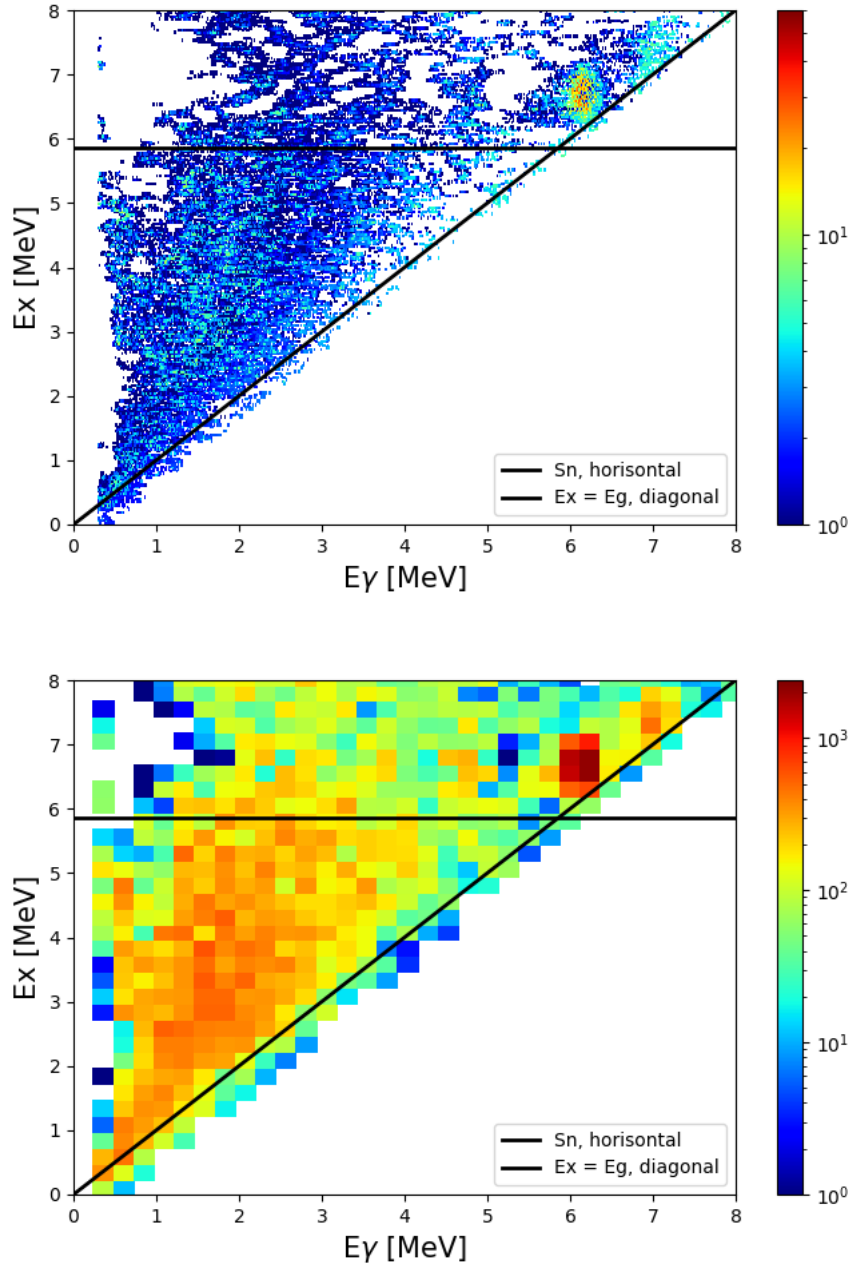 8
7
6
5
4
3
2
1
0
Ex [MeV]
0 1 2 3 4 5 6 7 8
Eγ [MeV]
Sn, horisontal
Ex = Eg, diagonal
10¹
10⁰
8
7
6
5
4
3
2
1
0
Ex [MeV]
0 1 2 3 4 5 6 7 8
Eγ [MeV]
Sn, horisontal
Ex = Eg, diagonal
10³
10²
10¹
10⁰